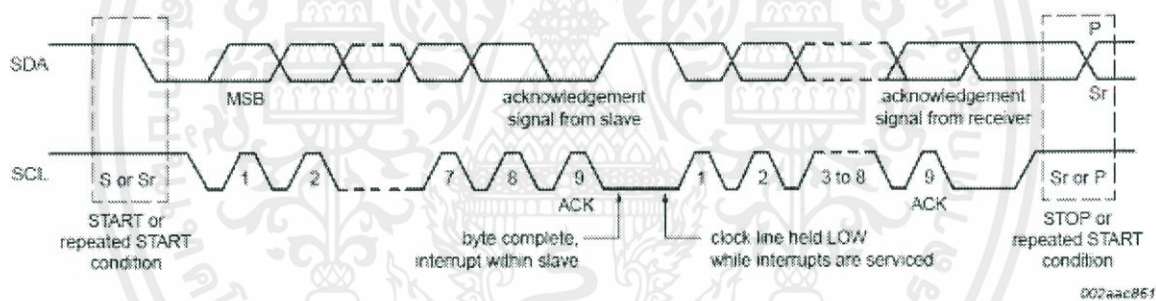 SDA
MSB
acknowledgement
signal from slave
acknowledgement
signal from receiver
P
Sr
SCL
S or Sr
1
2
7
8
9
ACK
1
2
3 to 8
9
ACK
Sr or P
START or
repeated START
condition
byte complete,
interrupt within slave
clock line held LOW
while interrupts are serviced
STOP or
repeated START
condition
002aac861